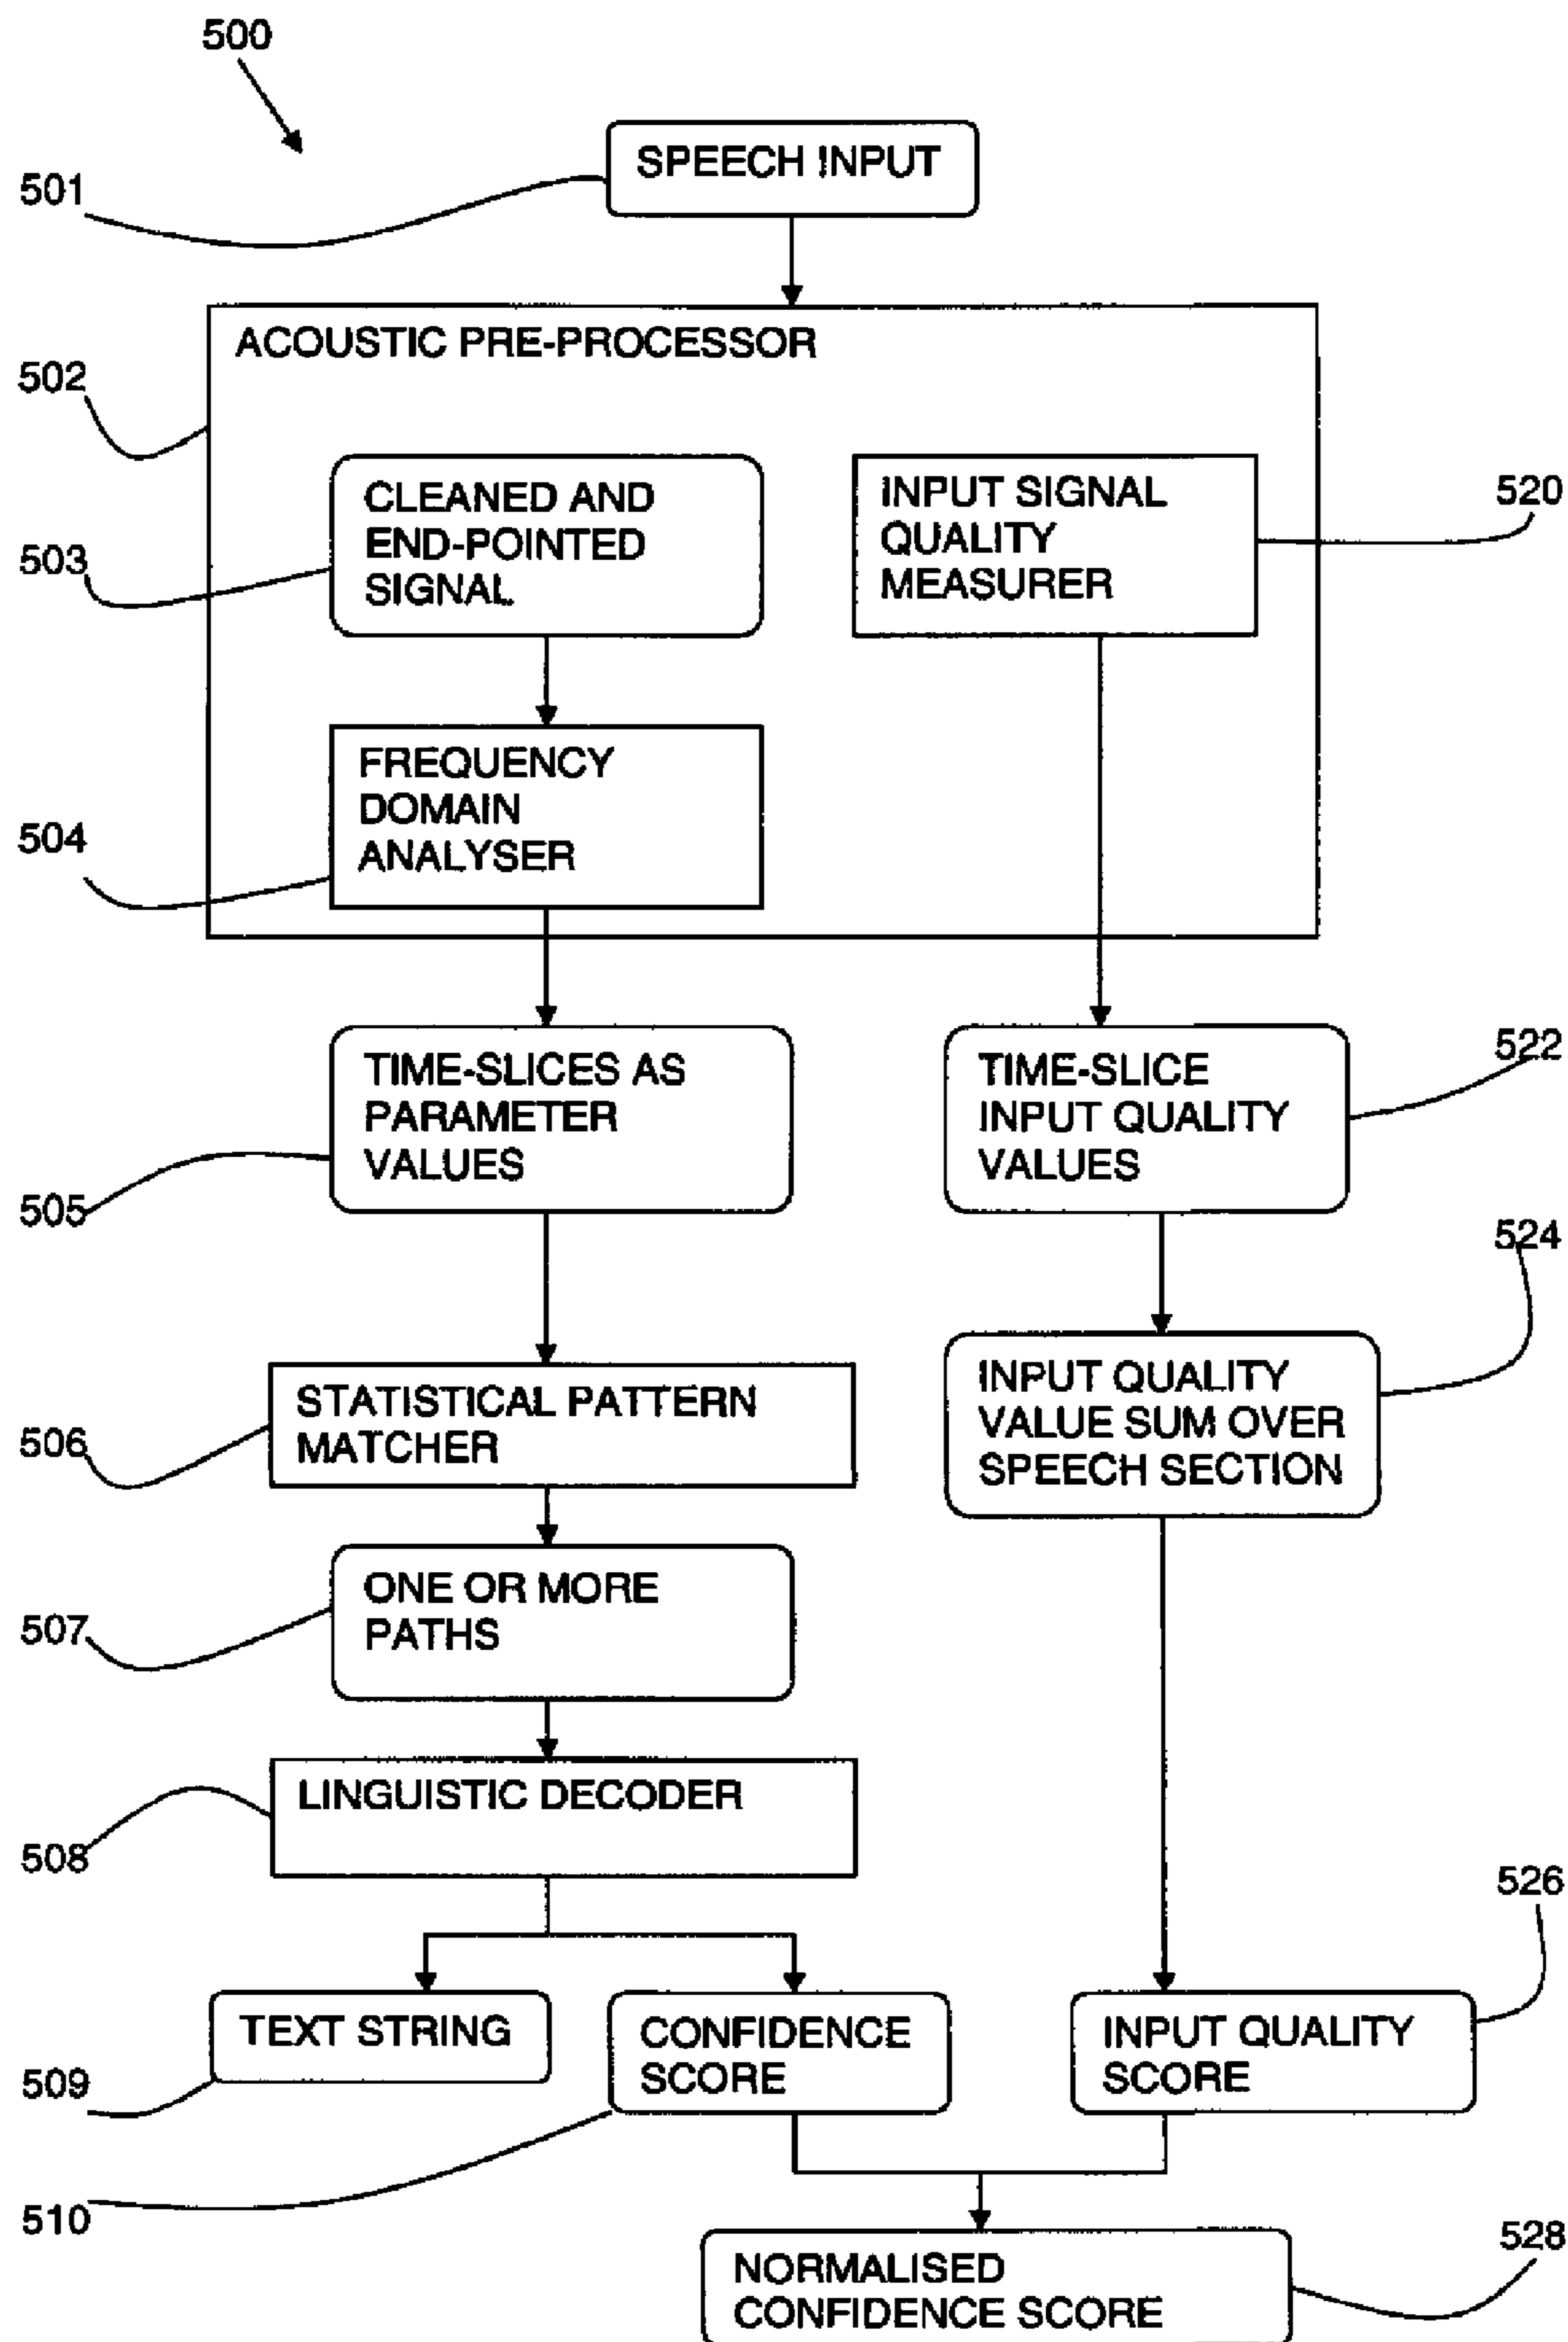 500
501
SPEECH INPUT
502
ACOUSTIC PRE-PROCESSOR
503
CLEANED AND
END-POINTED
SIGNAL
INPUT SIGNAL
QUALITY
MEASURER
520
504
FREQUENCY
DOMAIN
ANALYSER
505
TIME-SLICES AS
PARAMETER
VALUES
TIME-SLICE
INPUT QUALITY
VALUES
522
524
506
STATISTICAL PATTERN
MATCHER
INPUT QUALITY
VALUE SUM OVER
SPEECH SECTION
507
ONE OR MORE
PATHS
508
LINGUISTIC DECODER
526
509
TEXT STRING
CONFIDENCE
SCORE
INPUT QUALITY
SCORE
510
528
NORMALISED
CONFIDENCE SCORE